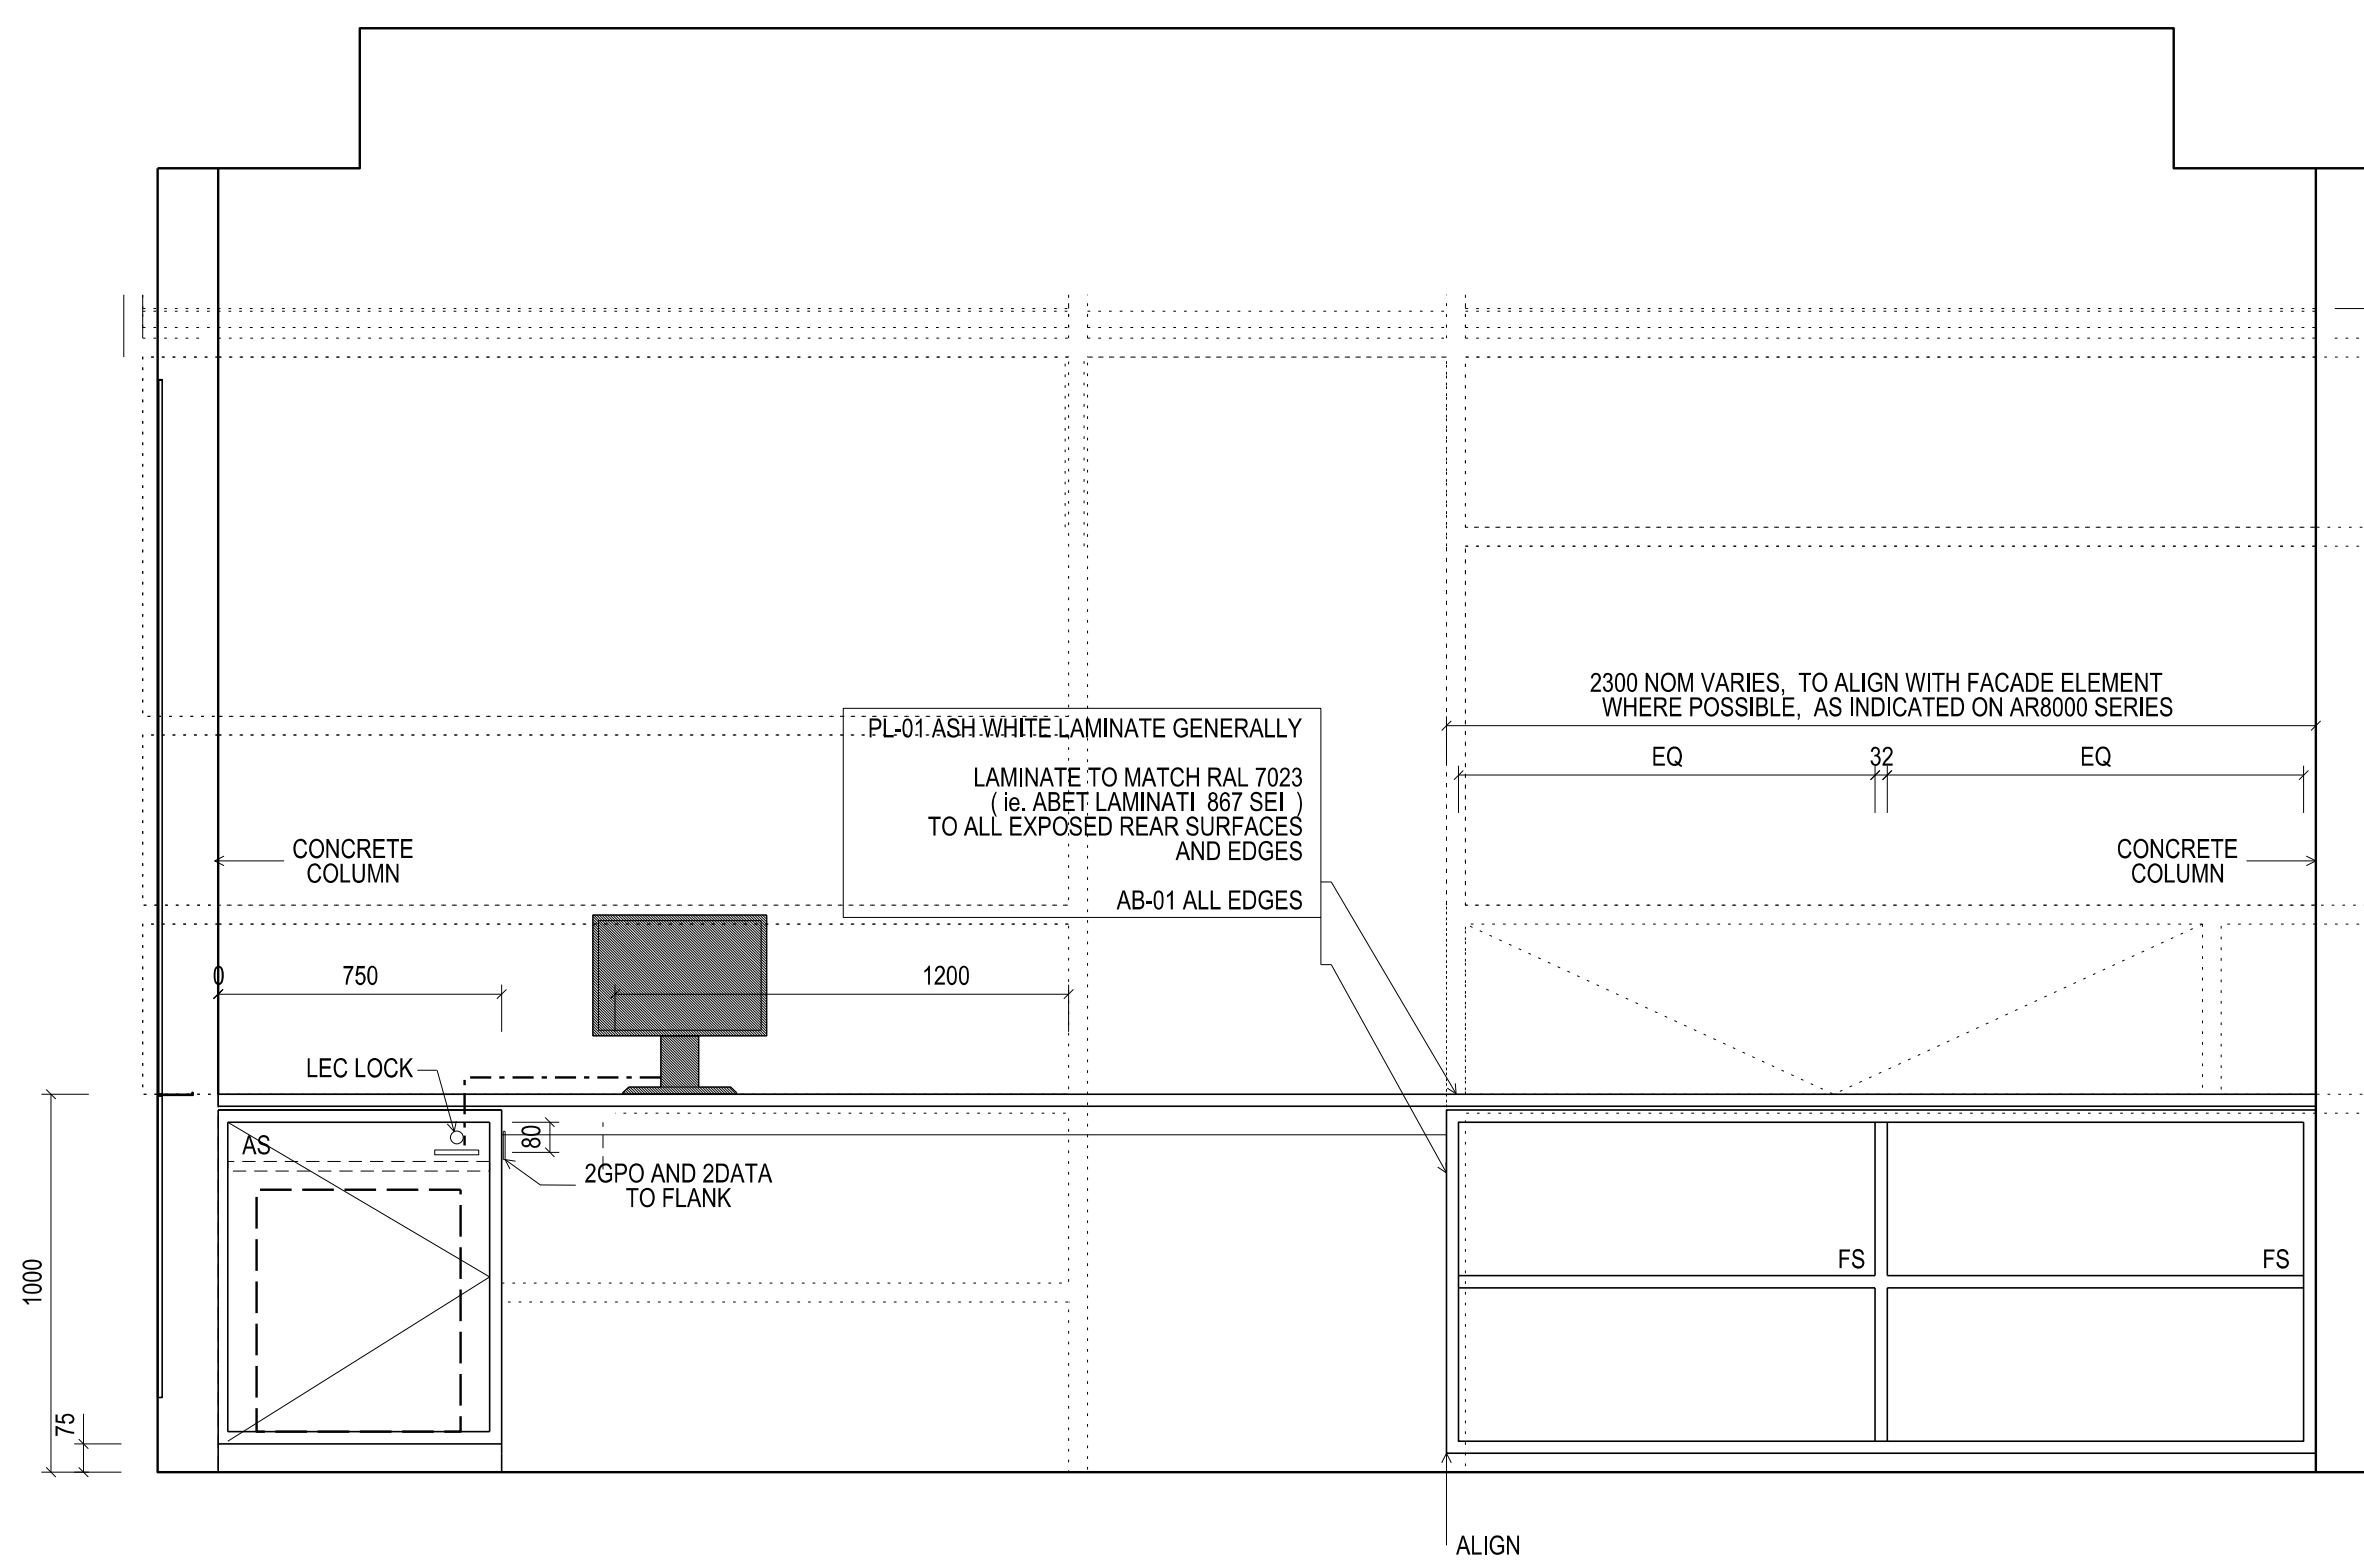 2300 NOM VARIES, TO ALIGN WITH FACADE ELEMENT
WHERE POSSIBLE, AS INDICATED ON AR8000 SERIES
EQ
32
EQ
PL-01 ASH WHITE LAMINATE GENERALLY
LAMINATE TO MATCH RAL 7023
( ie. ABET LAMINATI 867 SEI )
TO ALL EXPOSED REAR SURFACES
AND EDGES
AB-01 ALL EDGES
CONCRETE
COLUMN
CONCRETE
COLUMN
0
750
1200
LEC LOCK
AS
80
2GPO AND 2DATA
TO FLANK
FS
FS
1000
75
ALIGN